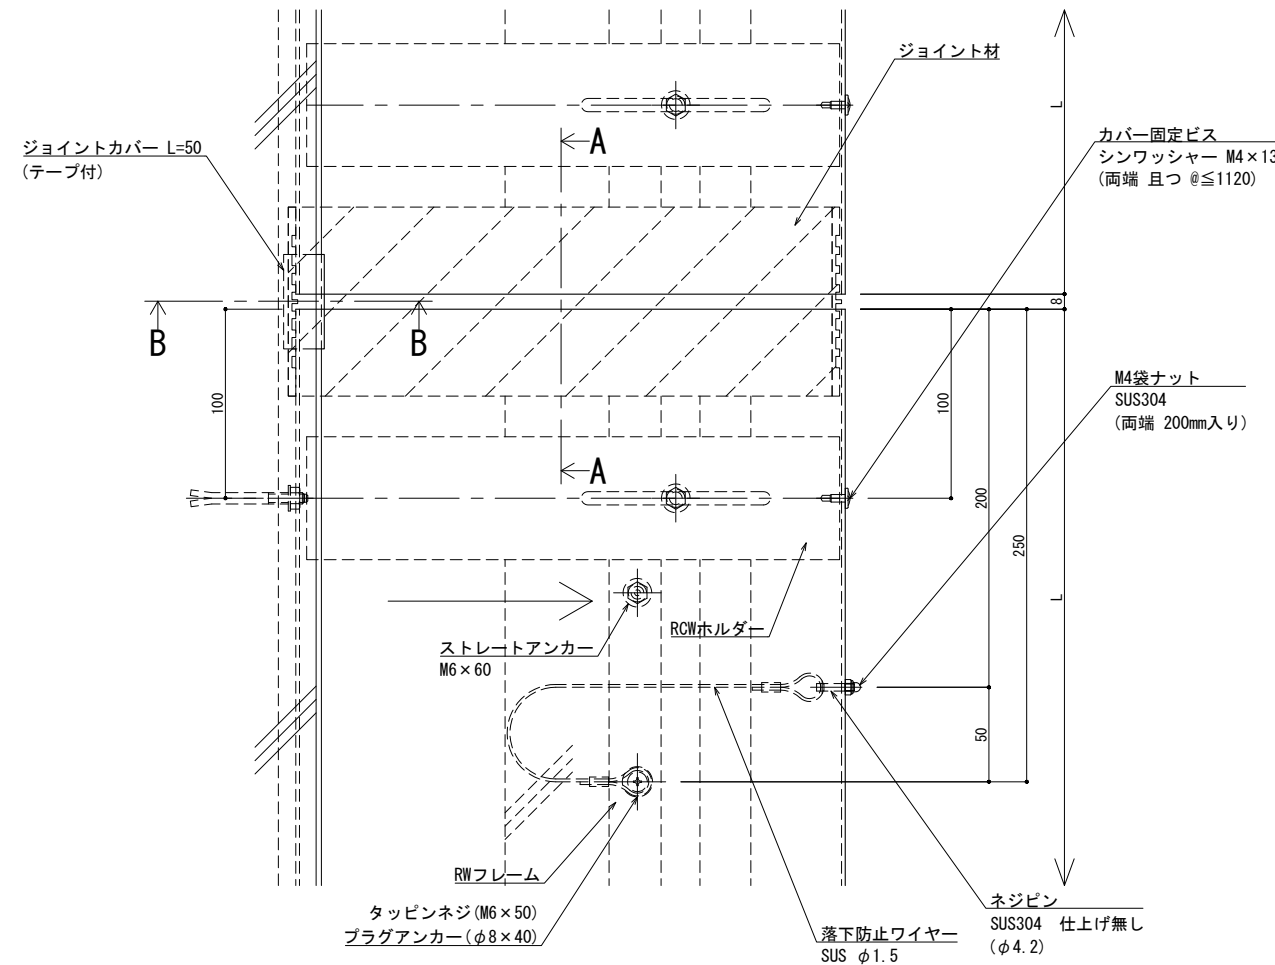 ジョイント材
L
ジョイントカバー L=50
(テープ付)
A
カバー固定ビス
シンワッシャー M4×13
(両端 且つ @≦1120)
8
B
B
100
100
M4袋ナット
SUS304
(両端 200mm入り)
A
200
250
L
ストレートアンカー
M6×60
RCWホルダー
50
RWフレーム
タッピンネジ(M6×50)
プラグアンカー(φ8×40)
落下防止ワイヤー
SUS φ1.5
ネジピン
SUS304 仕上げ無し
(φ4.2)